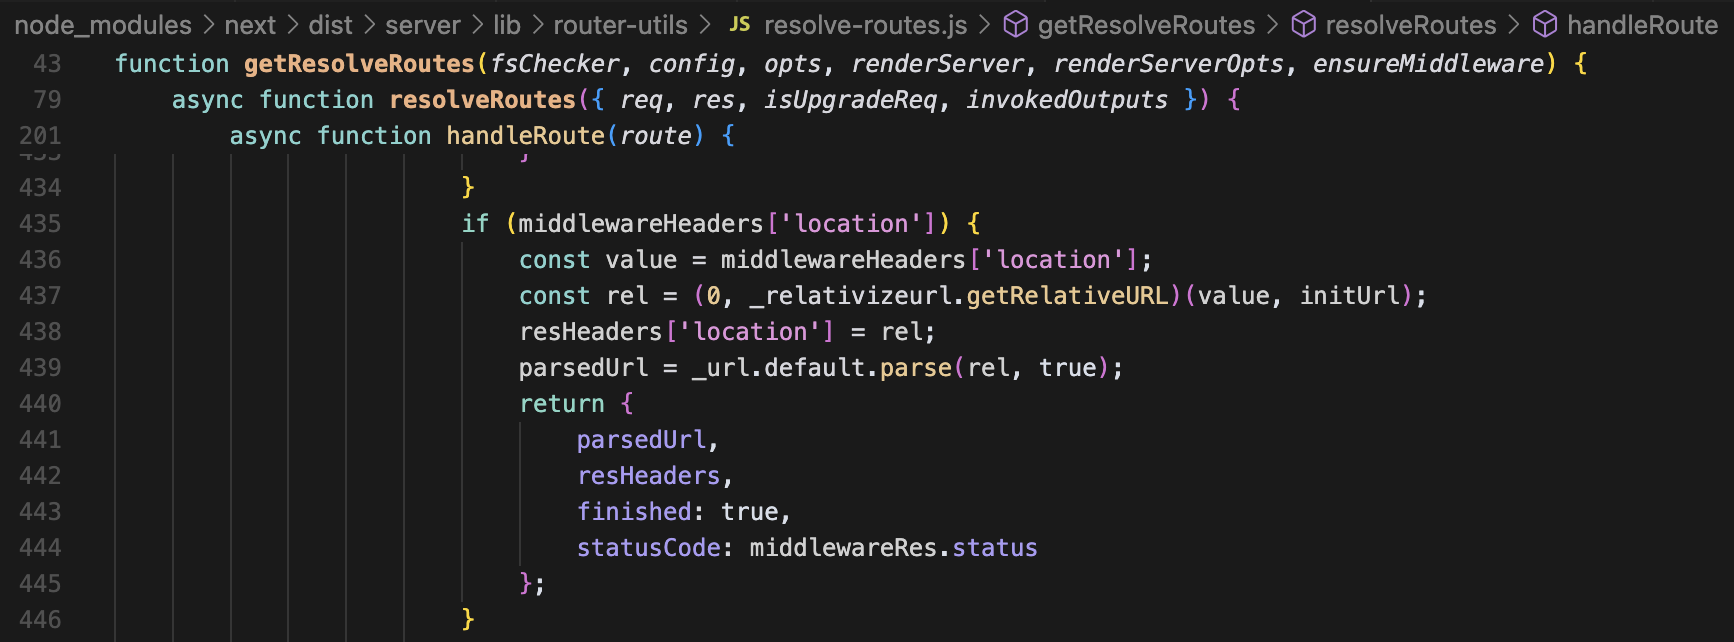 node_modules > next > dist > server > lib > router-utils > JS resolve-routes.js > getResolveRoutes > resolveRoutes > handleRoute
43 function getResolveRoutes(fsChecker, config, opts, renderServer, renderServerOpts, ensureMiddleware) {
79 async function resolveRoutes({ req, res, isUpgradeReq, invokedOutputs }) {
201 async function handleRoute(route) {
433 }
434 }
435 if (middlewareHeaders['location']) {
436 const value = middlewareHeaders['location'];
437 const rel = (0, _relativizeurl.getRelativeURL)(value, initUrl);
438 resHeaders['location'] = rel;
439 parsedUrl = _url.default.parse(rel, true);
440 return {
441 parsedUrl,
442 resHeaders,
443 finished: true,
444 statusCode: middlewareRes.status
445 };
446 }